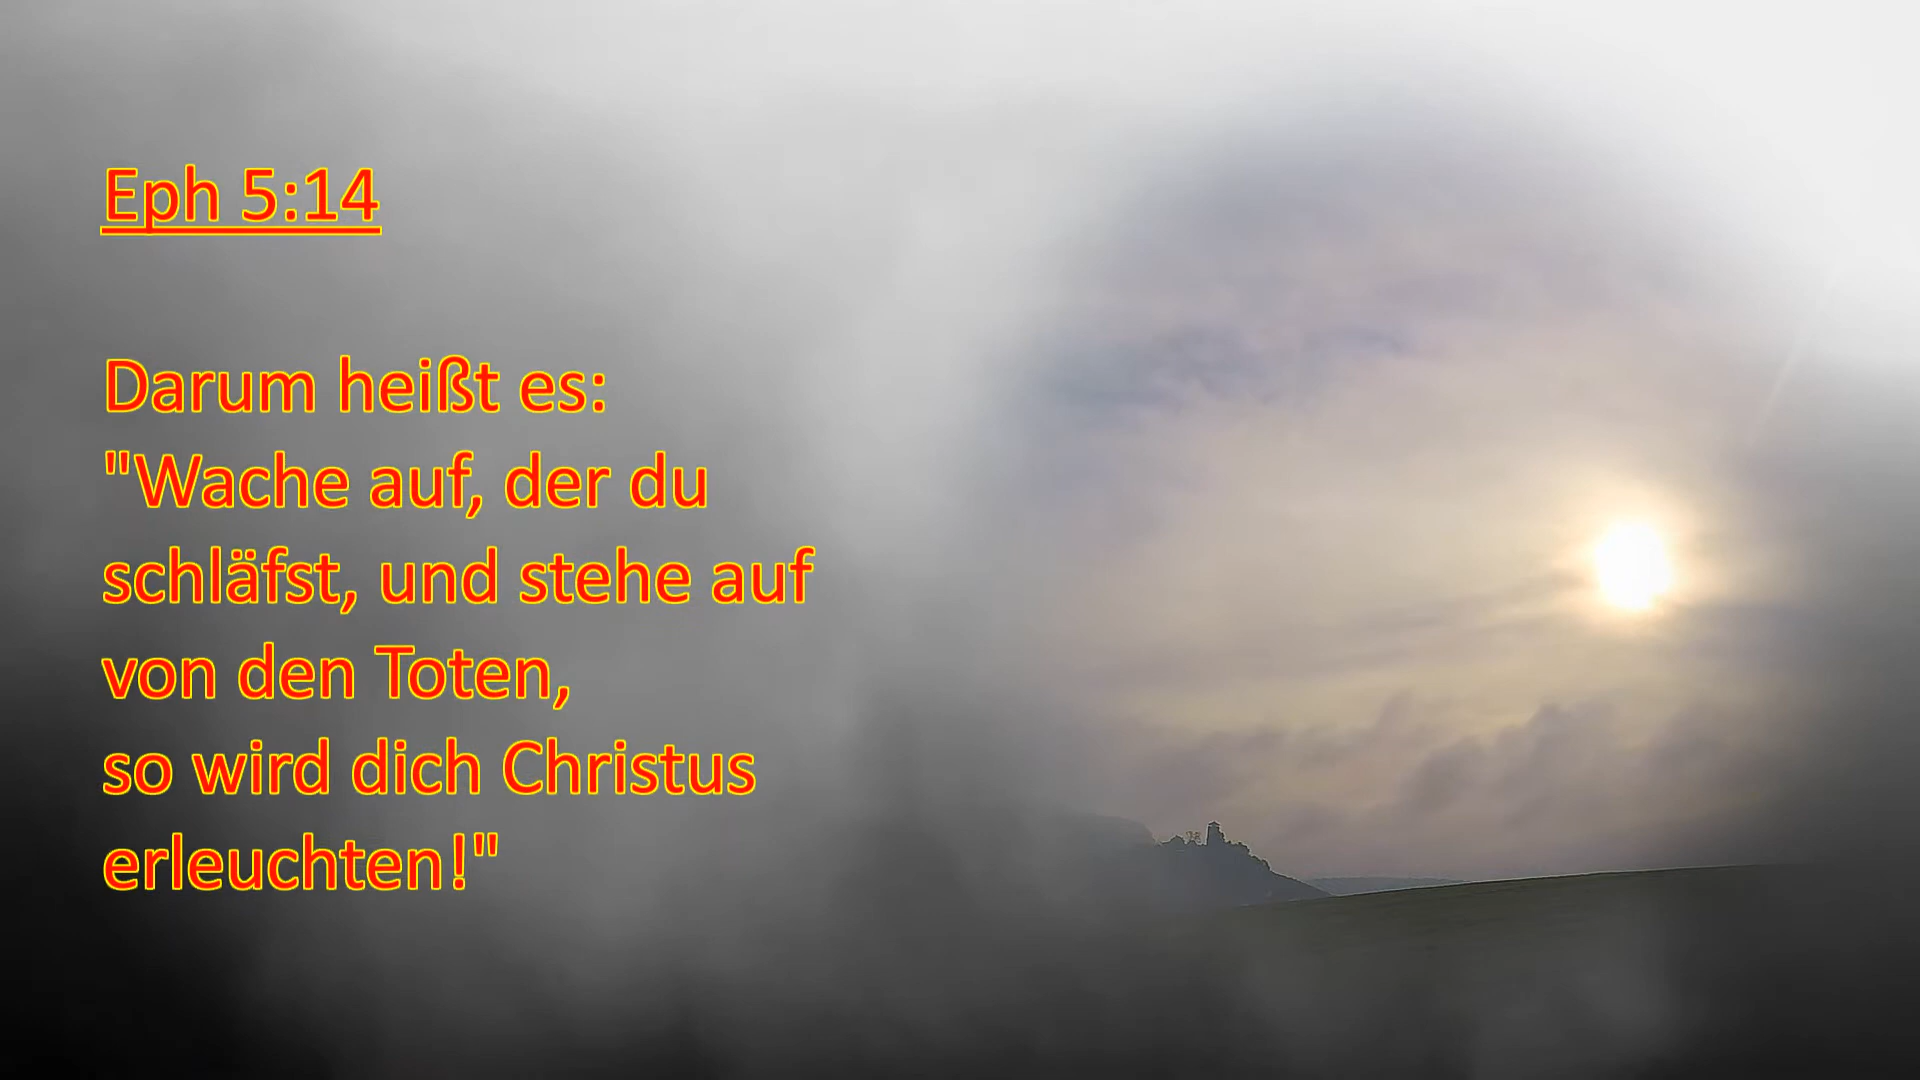 Eph 5:14
Darum heißt es:
"Wache auf, der du
schläfst, und stehe auf
von den Toten,
so wird dich Christus
erleuchten!"